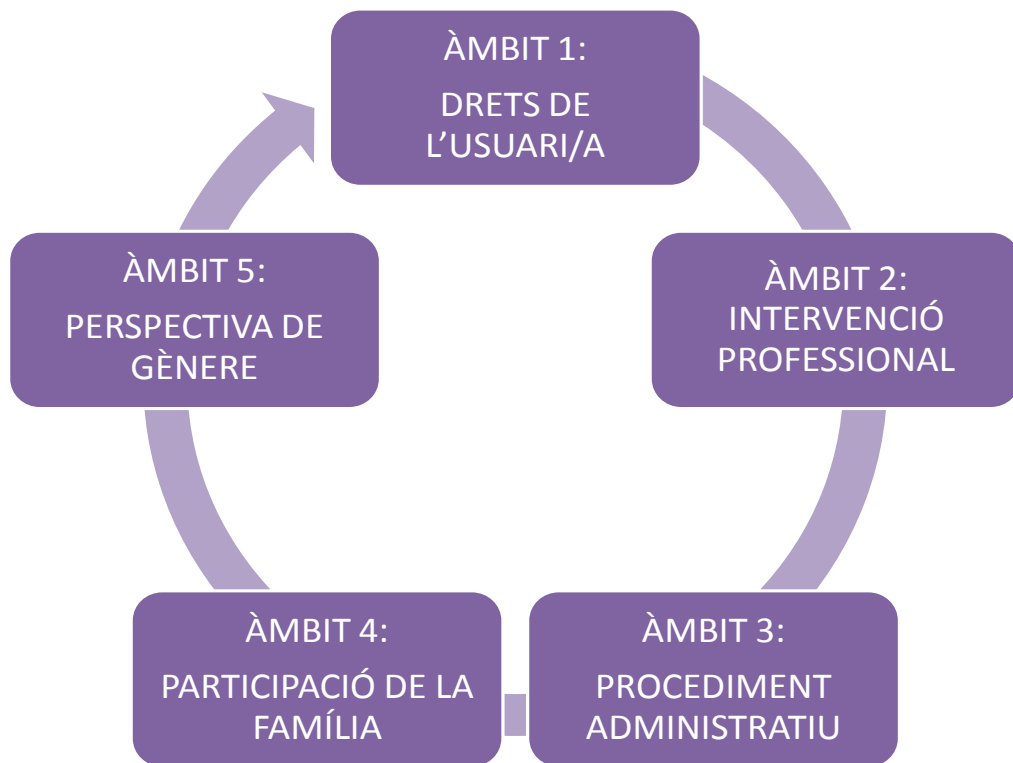 ÀMBIT 1:
DRETS DE
L’USUARI/A
ÀMBIT 2:
INTERVENCIÓ
PROFESSIONAL
ÀMBIT 3:
PROCEDIMENT
ADMINISTRATIU
ÀMBIT 4:
PARTICIPACIÓ DE LA
FAMÍLIA
ÀMBIT 5:
PERSPECTIVA DE
GÈNERE